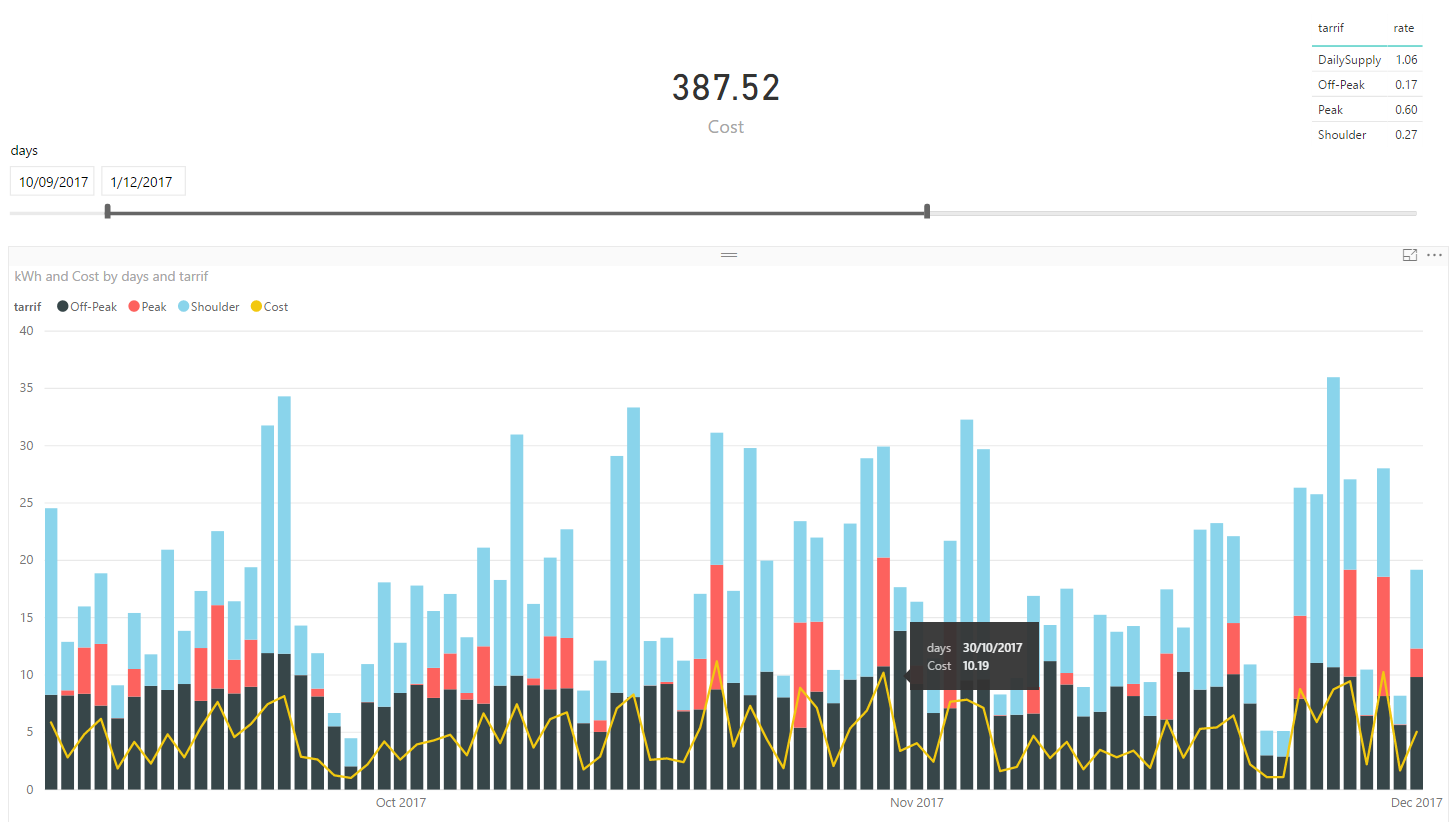 tarrif rate
DailySupply 1.06
Off-Peak 0.17
Peak 0.60
Shoulder 0.27
387.52
Cost
days
10/09/2017 1/12/2017
kWh and Cost by days and tarrif
tarrif Off-Peak Peak Shoulder Cost
40
35
30
25
20
15
10
5
0
days 30/10/2017
Cost 10.19
Oct 2017 Nov 2017 Dec 2017